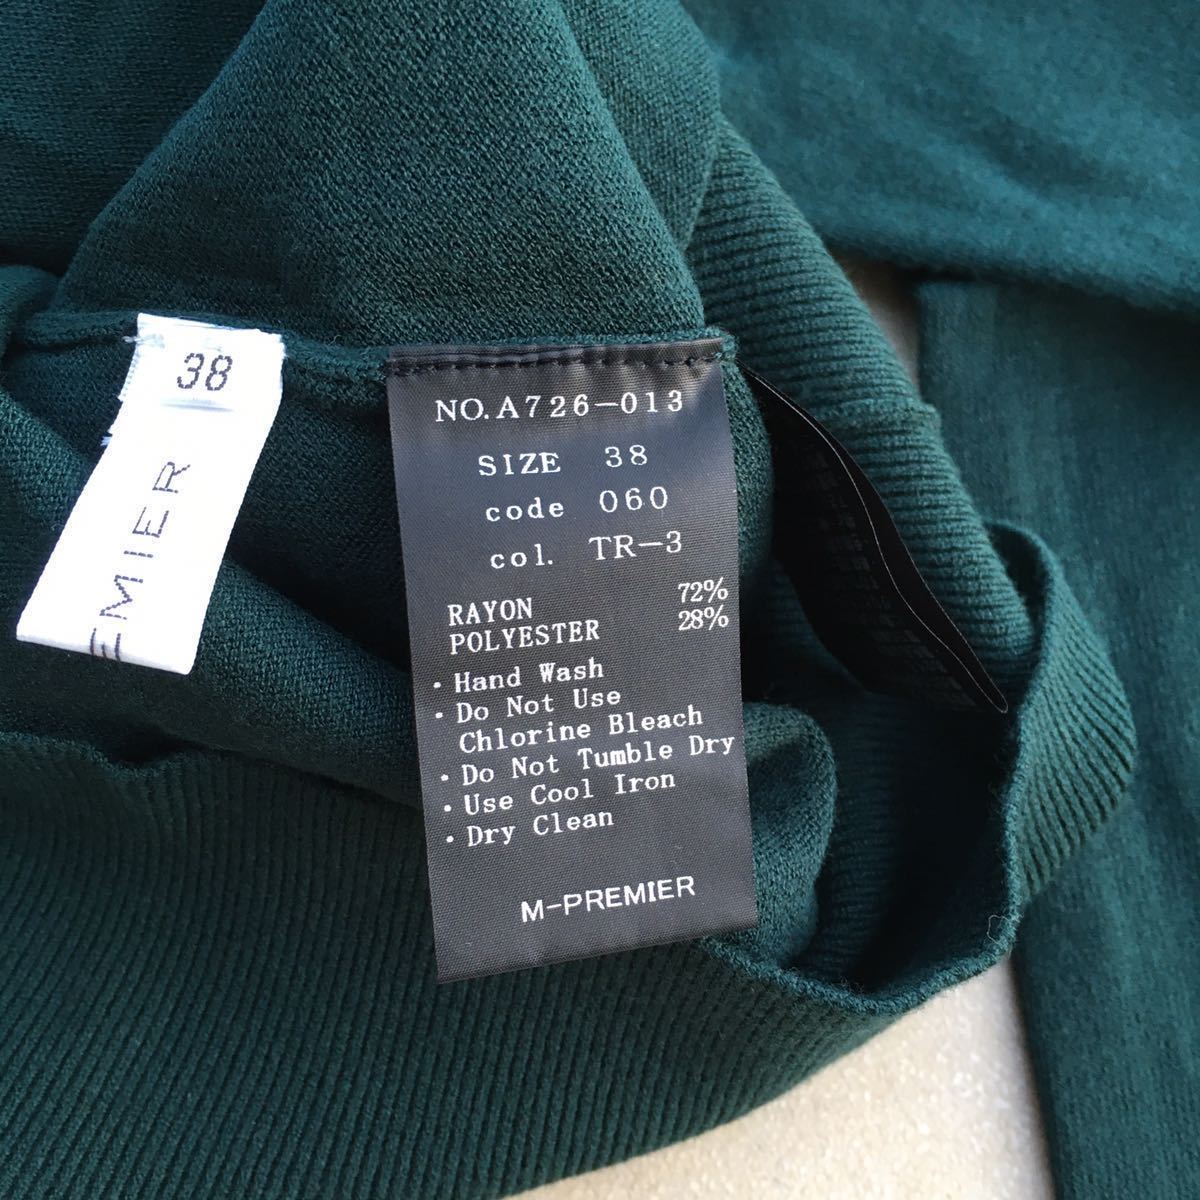 38
EMIER
NO.A726-013
SIZE 38
code 060
col. TR-3
RAYON 72%
POLYESTER 28%
・Hand Wash
・Do Not Use
Chlorine Bleach
・Do Not Tumble Dry
・Use Cool Iron
・Dry Clean
M-PREMIER